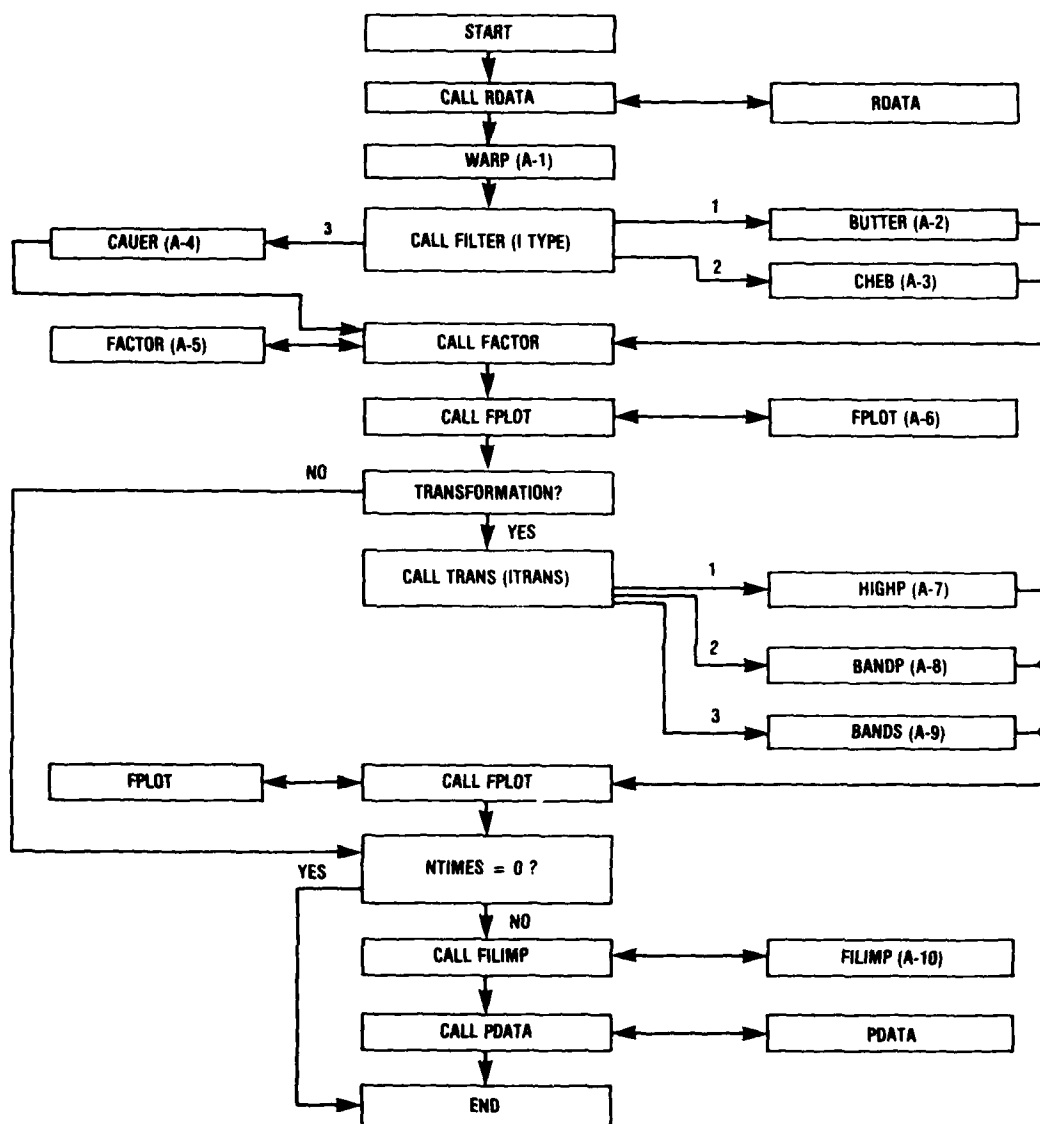 START
CALL RDATA
RDATA
WARP (A-1)
1
BUTTER (A-2)
3
CAUER (A-4)
CALL FILTER (I TYPE)
2
CHEB (A-3)
FACTOR (A-5)
CALL FACTOR
CALL FPLOT
FPLOT (A-6)
NO
TRANSFORMATION?
YES
CALL TRANS (ITRANS)
1
HIGHP (A-7)
2
BANDP (A-8)
3
BANDS (A-9)
FPLOT
CALL FPLOT
YES
NTIMES = 0 ?
NO
CALL FILIMP
FILIMP (A-10)
CALL PDATA
PDATA
END